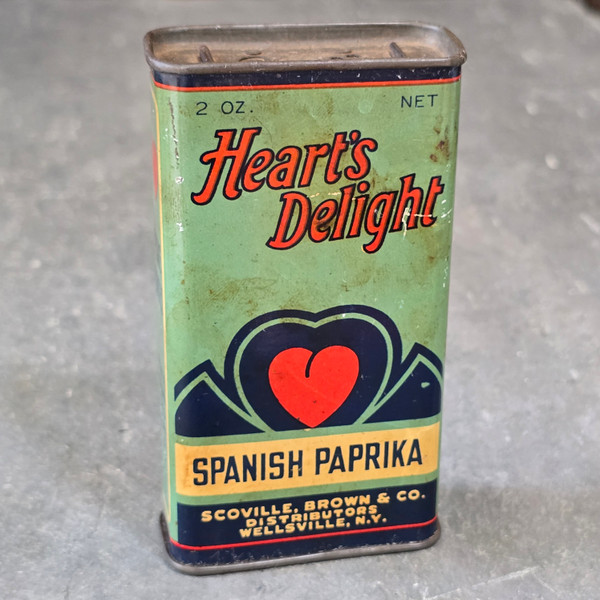 2 OZ. NET
Heart's
Delight
SPANISH PAPRIKA
SCOVILLE, BROWN & CO.
DISTRIBUTORS
WELLSVILLE, N.Y.